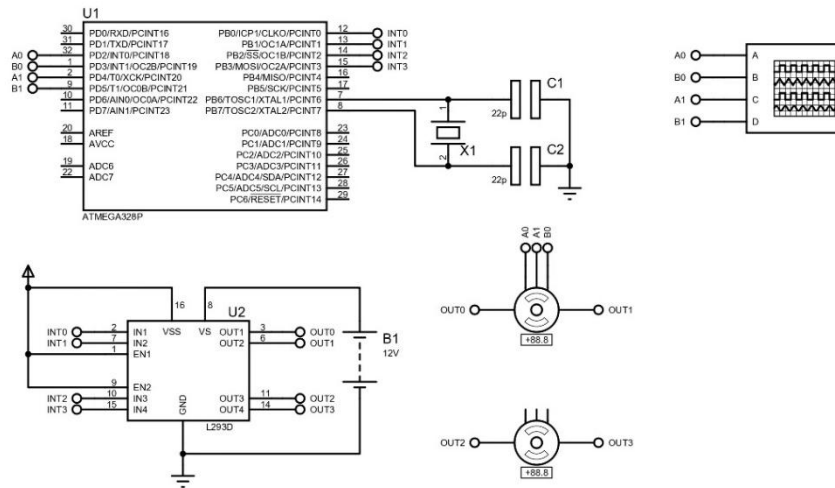 U1
30 PD0/RXD/PCINT16 PB0/ICP1/CLKO/PCINT0 12 INT0
31 PD1/TXD/PCINT17 PB1/OC1A/PCINT1 13 INT1
A0 32 PD2/INT0/PCINT18 PB2/SS/OC1B/PCINT2 14 INT2
B0 1 PD3/INT1/OC2B/PCINT19 PB3/MOSI/OC2A/PCINT3 15 INT3
A1 2 PD4/T0/XCK/PCINT20 PB4/MISO/PCINT4 16
B1 9 PD5/T1/OC0B/PCINT21 PB5/SCK/PCINT5 17
10 PD6/AIN0/OC0A/PCINT22 PB6/TOSC1/XTAL1/PCINT6 7
11 PD7/AIN1/PCINT23 PB7/TOSC2/XTAL2/PCINT7 8
20 AREF PC0/ADC0/PCINT8 23
18 AVCC PC1/ADC1/PCINT9 24
PC2/ADC2/PCINT10 25
19 ADC6 PC3/ADC3/PCINT11 26
22 ADC7 PC4/ADC4/SDA/PCINT12 27
PC5/ADC5/SCL/PCINT13 28
PC6/RESET/PCINT14 29
ATMEGA328P
1
X1
2
C1
22p
C2
22p
A0 A
B0 B
A1 C
B1 D
16 8 U2
VSS VS
INT0 2 IN1 OUT1 3 OUT0
INT1 7 IN2 OUT2 6 OUT1
1 EN1
9 EN2
INT2 10 IN3 OUT3 11 OUT2
INT3 15 IN4 OUT4 14 OUT3
GND
L293D
B1
12V
A0 A1 B0
OUT0 OUT1
+88.8
OUT2 OUT3
+88.8